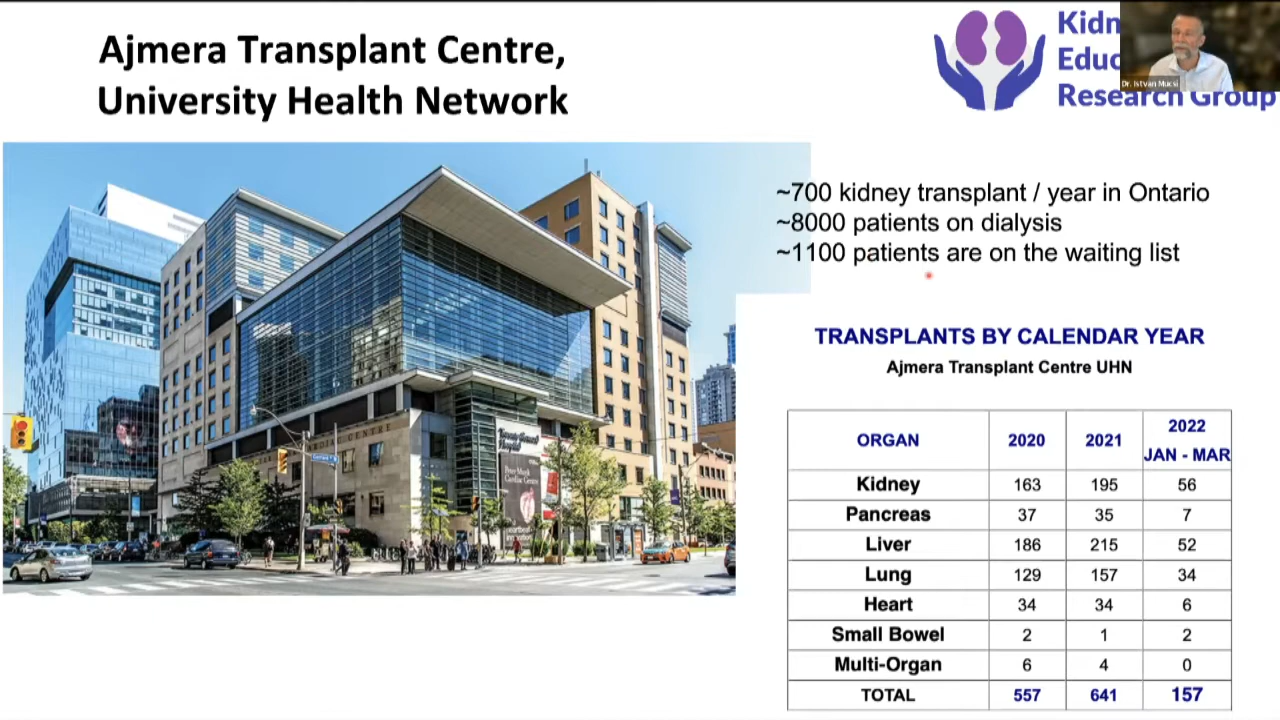 Ajmera Transplant Centre,
University Health Network
Research Group
Dr. Istvan Mucsi
~700 kidney transplant / year in Ontario
~8000 patients on dialysis
~1100 patients are on the waiting list
TRANSPLANTS BY CALENDAR YEAR
Ajmera Transplant Centre UHN
ORGAN 2020 2021 2022 JAN - MAR
Kidney 163 195 56
Pancreas 37 35 7
Liver 186 215 52
Lung 129 157 34
Heart 34 34 6
Small Bowel 2 1 2
Multi-Organ 6 4 0
TOTAL 557 641 157
Peter Munk
Cardiac Centre